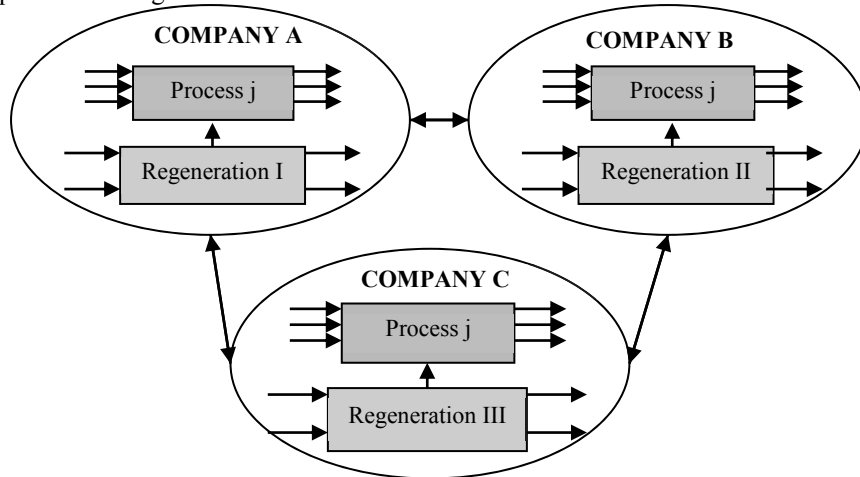 COMPANY A
Process j
Regeneration I
COMPANY B
Process j
Regeneration II
COMPANY C
Process j
Regeneration III